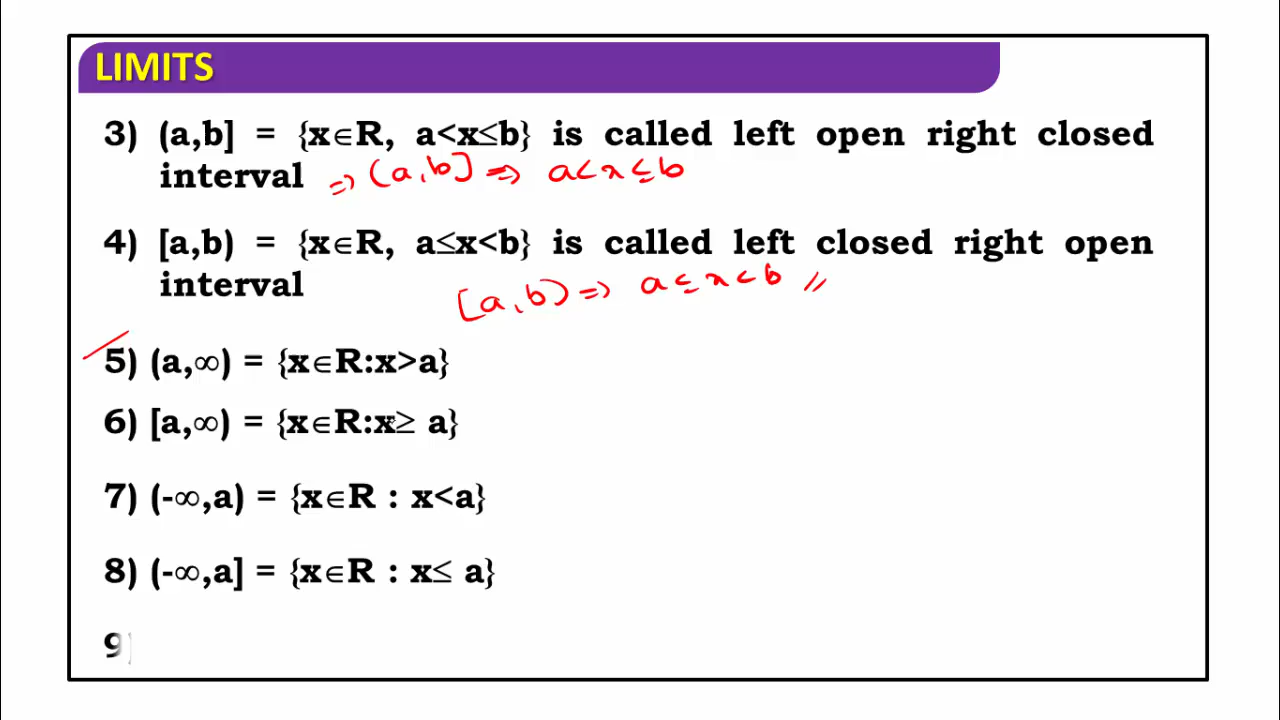 LIMITS
3) (a,b] = {x∈R, a<x≤b} is called left open right closed
interval ⇒ (a,b] ⇒ a<x≤b
4) [a,b) = {x∈R, a≤x<b} is called left closed right open
interval
[a,b) ⇒ a≤x<b //
5) (a,∞) = {x∈R:x>a}
6) [a,∞) = {x∈R:x≥ a}
7) (-∞,a) = {x∈R : x<a}
8) (-∞,a] = {x∈R : x≤ a}
9)